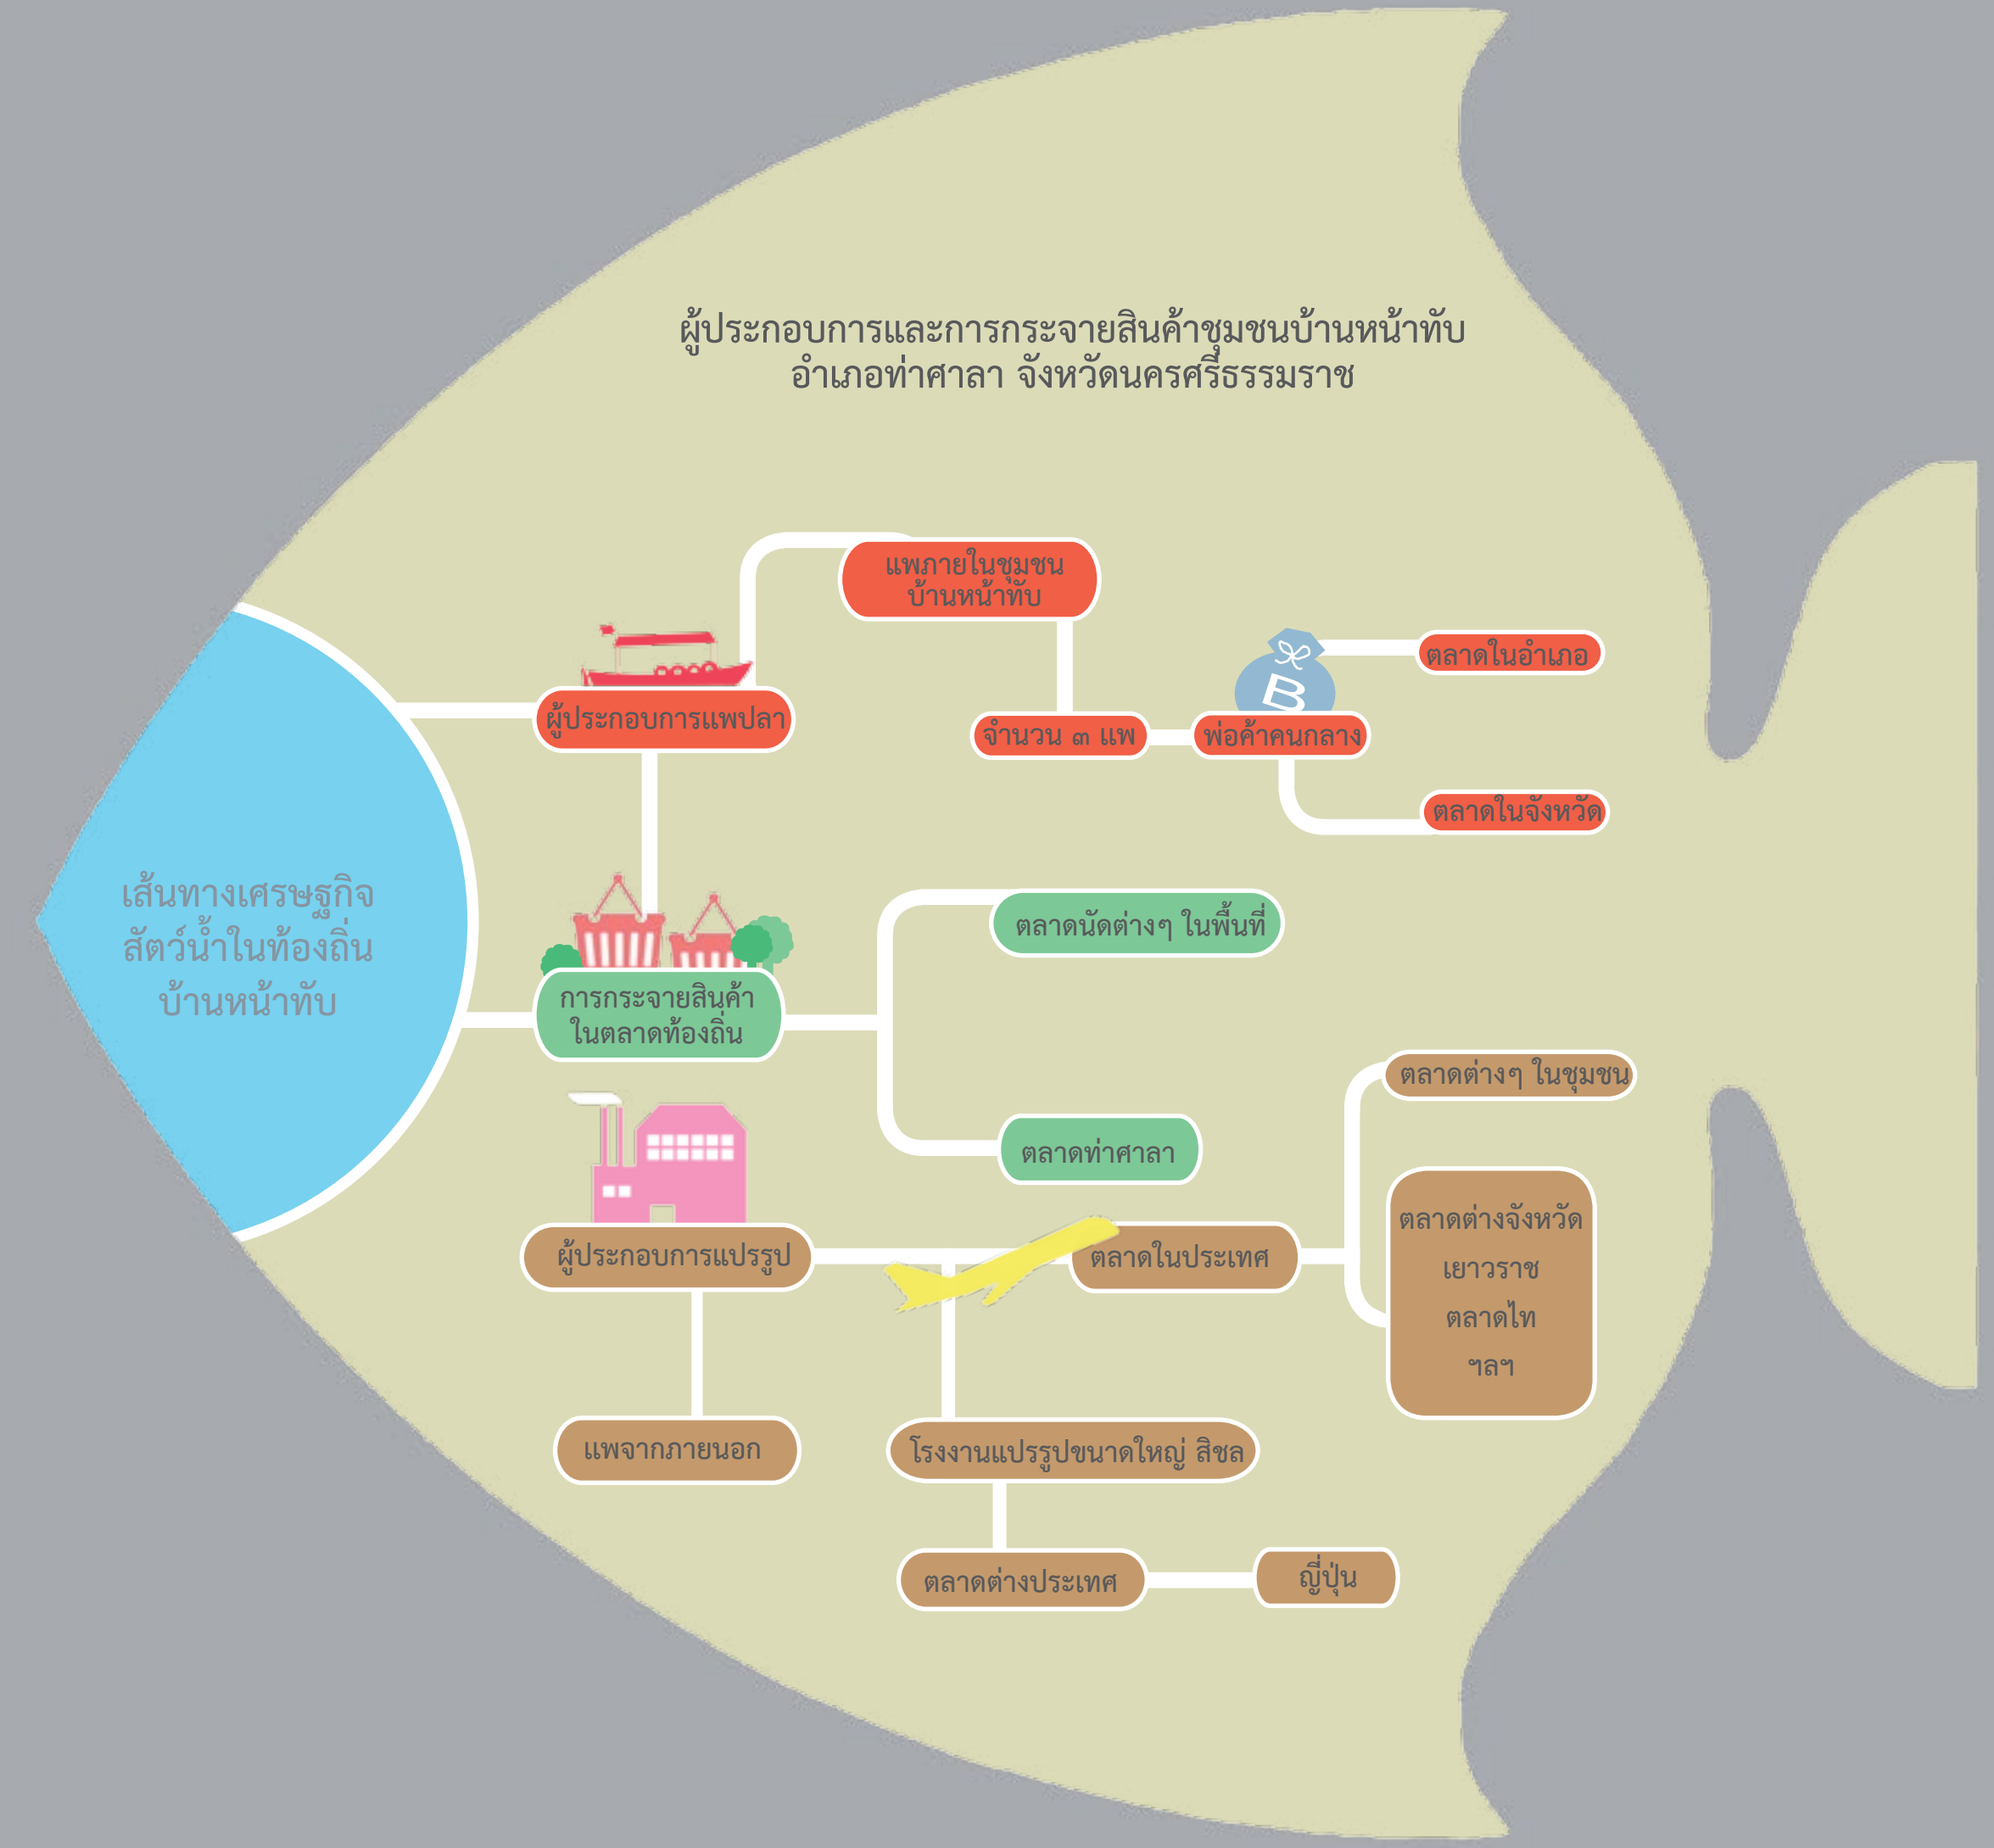 ผู้ประกอบการและการกระจายสินค้าชุมชนบ้านหน้าทับ
อำเภอท่าศาลา จังหวัดนครศรีธรรมราช
เส้นทางเศรษฐกิจ
สัตว์น้ำในท้องถิ่น
บ้านหน้าทับ
ผู้ประกอบการแพปลา
แพภายในชุมชน
บ้านหน้าทับ
จำนวน ๓ แพ
B
พ่อค้าคนกลาง
ตลาดในอำเภอ
ตลาดในจังหวัด
การกระจายสินค้า
ในตลาดท้องถิ่น
ตลาดนัดต่างๆ ในพื้นที่
ตลาดท่าศาลา
ผู้ประกอบการแปรรูป
ตลาดในประเทศ
ตลาดต่างๆ ในชุมชน
ตลาดต่างจังหวัด
เยาวราช
ตลาดไท
ฯลฯ
แพจากภายนอก
โรงงานแปรรูปขนาดใหญ่ สิชล
ตลาดต่างประเทศ
ญี่ปุ่น